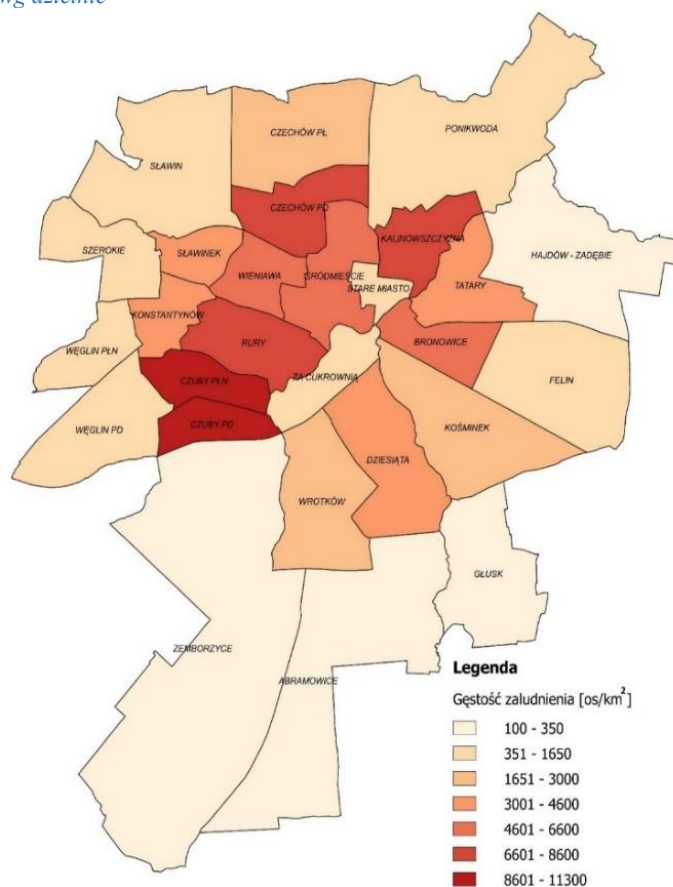 wg dzielnic
CZECHÓW PŁ
PONIKWODA
SŁAWIN
CZECHÓW PD
KALINOWSZCZYZNA
SZEROKIE
SŁAWINEK
HAJDÓW - ZADĘBIE
WIENIAWA
ŚRÓDMIEŚCIE
TATARY
STARE MIASTO
KONSTANTYNÓW
RURY
BRONOWICE
WĘGLIN PŁN
ZA CUKROWNIĄ
FELIN
CZUBY PŁN
KOŚMINEK
WĘGLIN PD
CZUBY PD
DZIESIĄTA
WROTKÓW
GŁUSK
ZEMBORZYCE
ABRAMOWICE
Legenda
Gęstość zaludnienia [os/km²]
100 - 350
351 - 1650
1651 - 3000
3001 - 4600
4601 - 6600
6601 - 8600
8601 - 11300